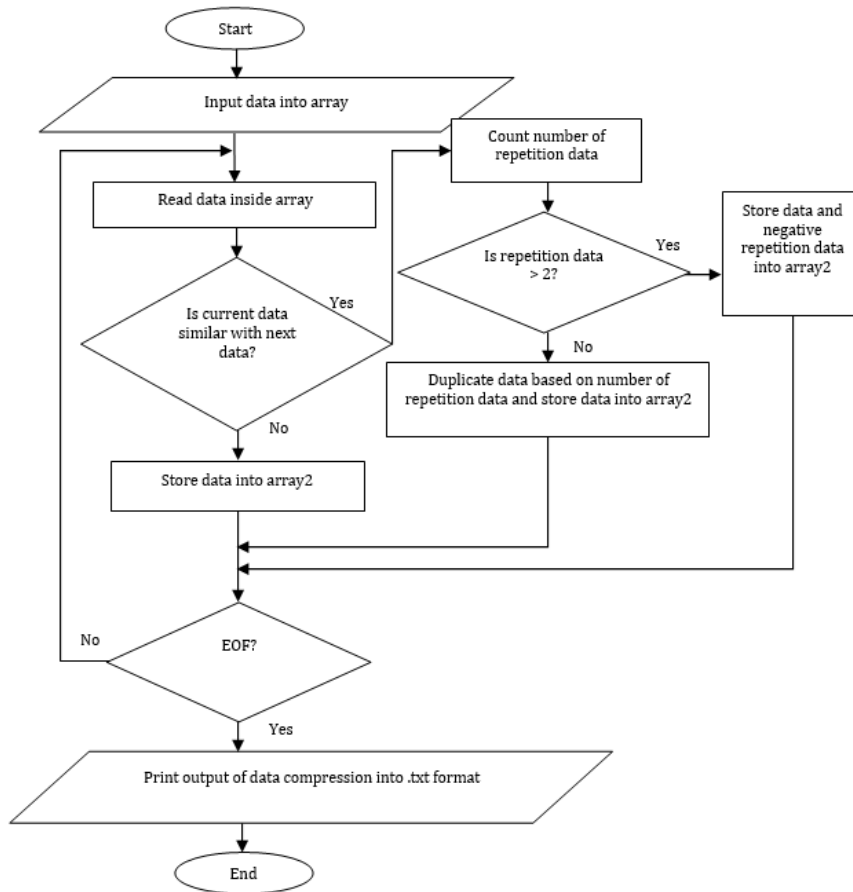 Start
Input data into array
Count number of
repetition data
Read data inside array
Store data and
negative
repetition data
into array2
Yes
Is repetition data
> 2?
Yes
Is current data
similar with next
data?
No
Duplicate data based on number of
repetition data and store data into array2
No
Store data into array2
No
EOF?
Yes
Print output of data compression into .txt format
End